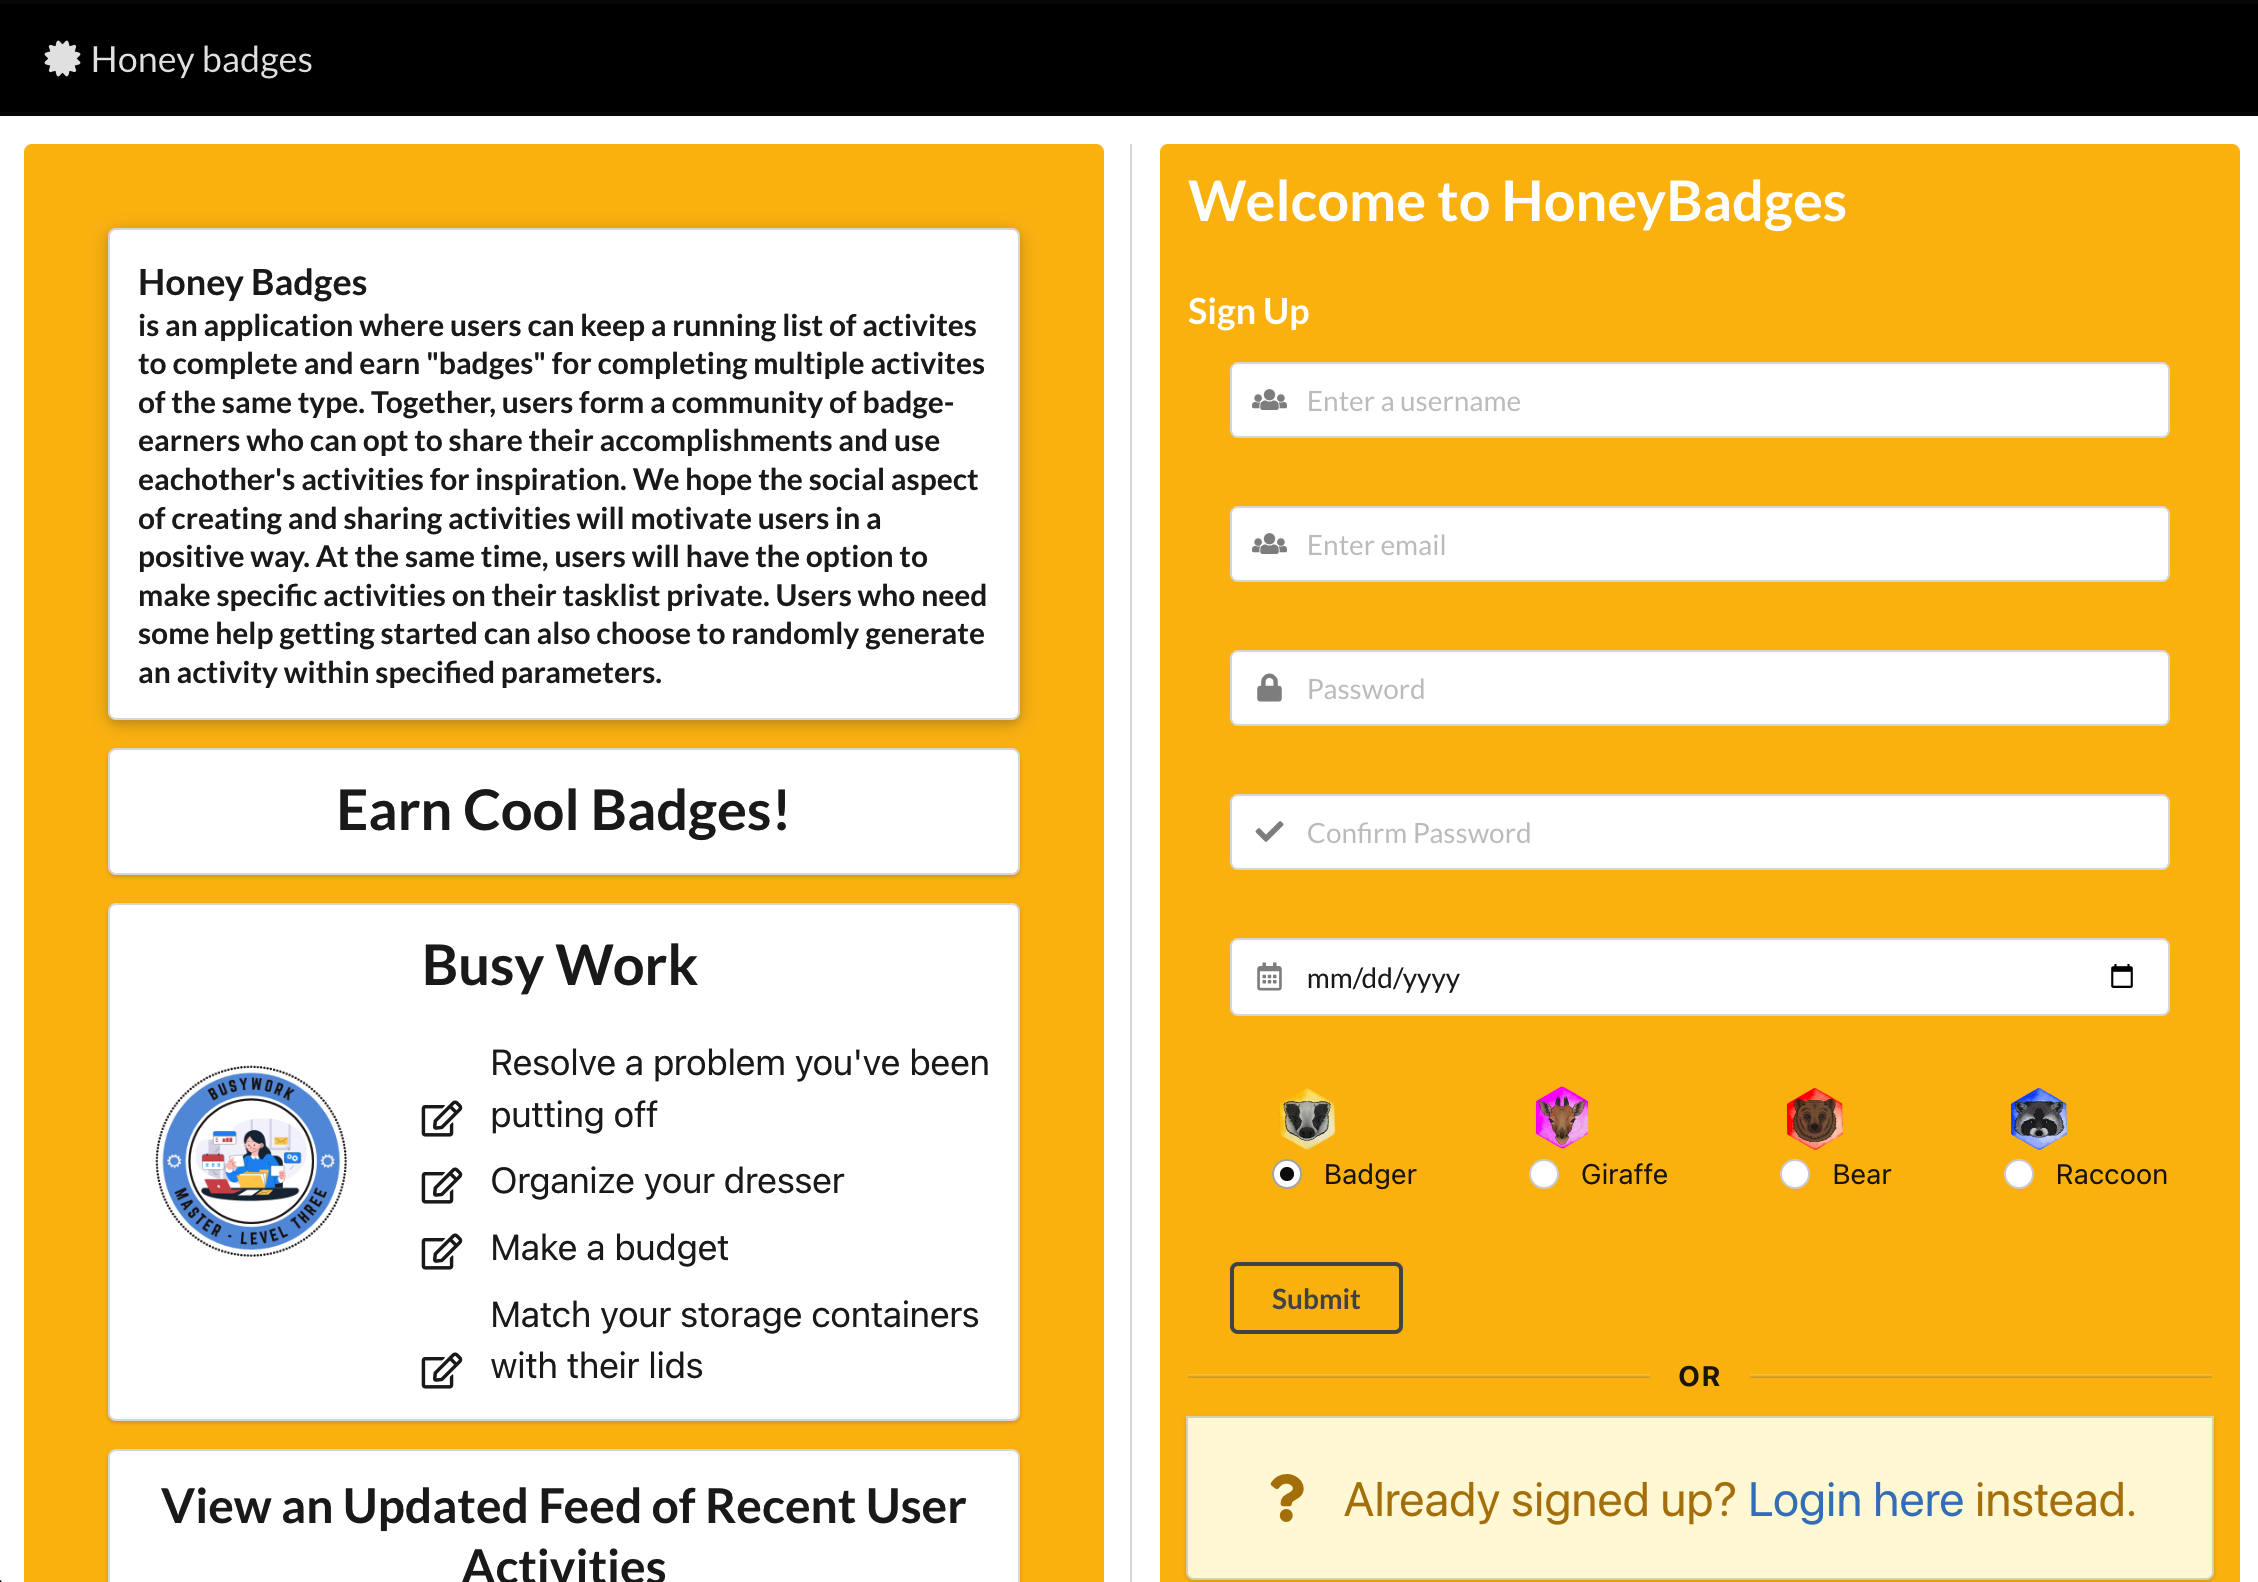 Honey badges
Honey Badges
is an application where users can keep a running list of activites
to complete and earn "badges" for completing multiple activites
of the same type. Together, users form a community of badge-
earners who can opt to share their accomplishments and use
eachother's activities for inspiration. We hope the social aspect
of creating and sharing activities will motivate users in a
positive way. At the same time, users will have the option to
make specific activities on their tasklist private. Users who need
some help getting started can also choose to randomly generate
an activity within specified parameters.
Earn Cool Badges!
Busy Work
BUSYWORK
MASTER - LEVEL THREE
Resolve a problem you've been
putting off
Organize your dresser
Make a budget
Match your storage containers
with their lids
View an Updated Feed of Recent User
Activities
Welcome to HoneyBadges
Sign Up
Enter a username
Enter email
Password
Confirm Password
mm/dd/yyyy
Badger
Giraffe
Bear
Raccoon
Submit
OR
? Already signed up? Login here instead.